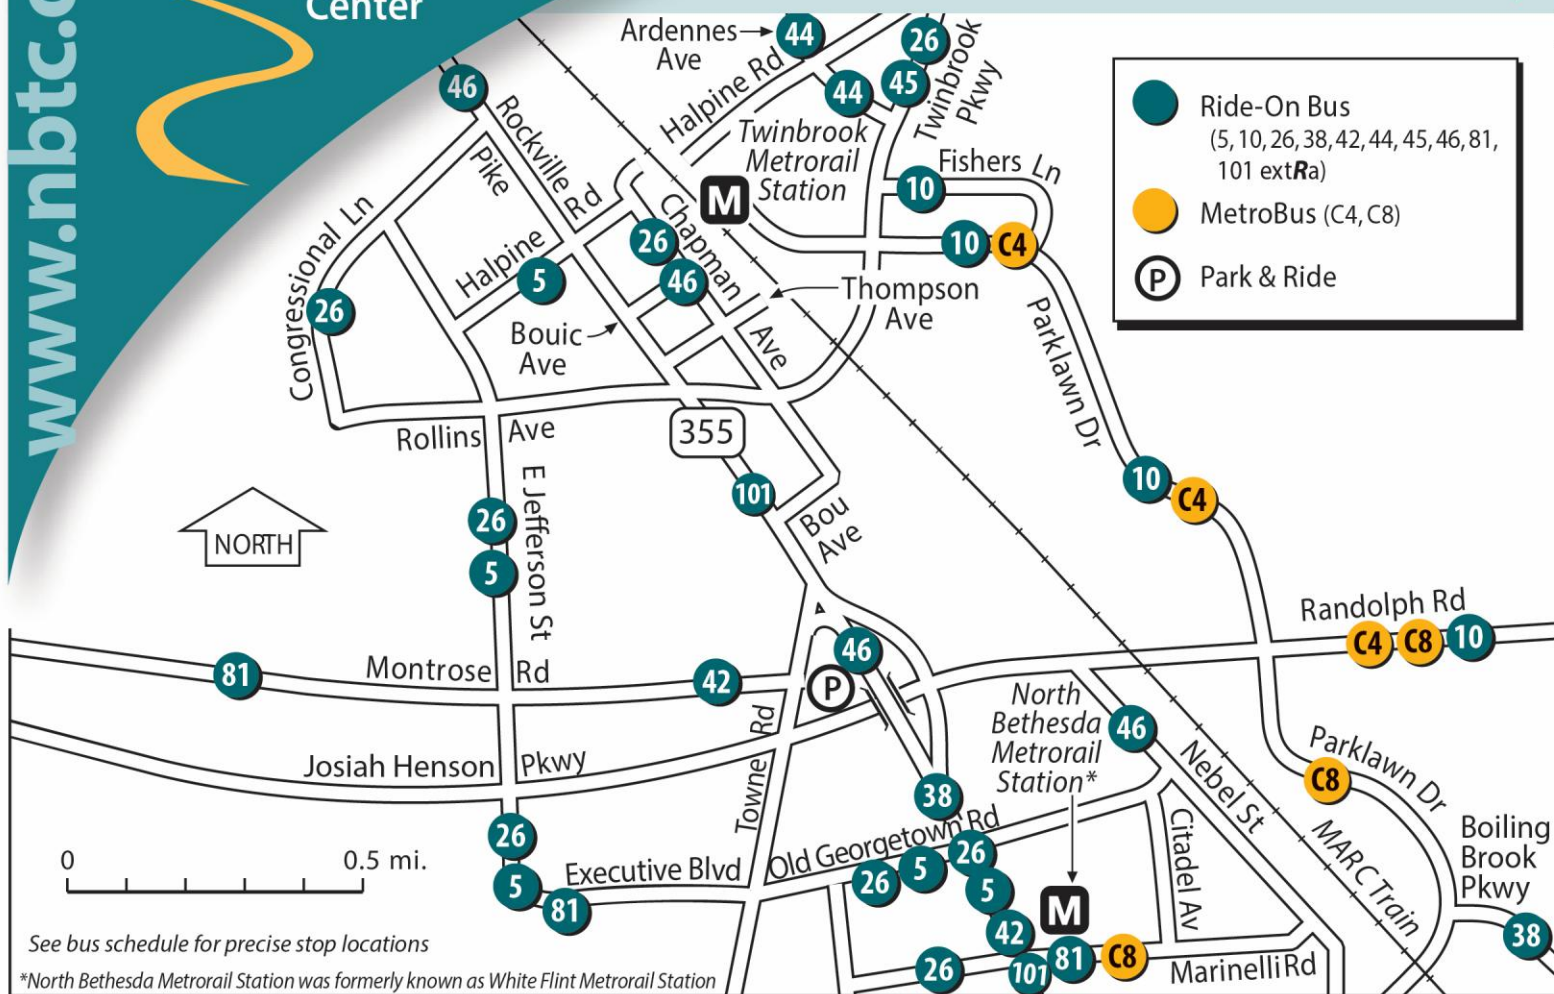 www.nbtc.o
Center
Ardennes
Ave
44
26
Twinbrook
Pkwy
45
44
Halpine Rd
46
Rockville
Pike
Twinbrook
Metrorail
Station
M
Fishers Ln
10
10
C4
Ride-On Bus
(5, 10, 26, 38, 42, 44, 45, 46, 81,
101 extRa)
MetroBus (C4, C8)
P Park & Ride
Congressional Ln
26
Halpine Rd
5
Chapman Ave
26
46
Bouic
Ave
Thompson
Ave
Parklawn Dr
Rollins Ave
355
101
Bou
Ave
10
C4
NORTH
26
5
E Jefferson St
Randolph Rd
C4
C8
10
81
Montrose Rd
42
46
P
North
Bethesda
Metrorail
Station*
46
Nebel St
Parklawn Dr
C8
Josiah Henson Pkwy
Towne Rd
38
Old Georgetown Rd
26
5
26
5
42
M
Citadel Av
MARC Train
Boiling
Brook
Pkwy
38
26
5
81
Executive Blvd
0 0.5 mi.
26
101
81
C8
Marinelli Rd
See bus schedule for precise stop locations
*North Bethesda Metrorail Station was formerly known as White Flint Metrorail Station